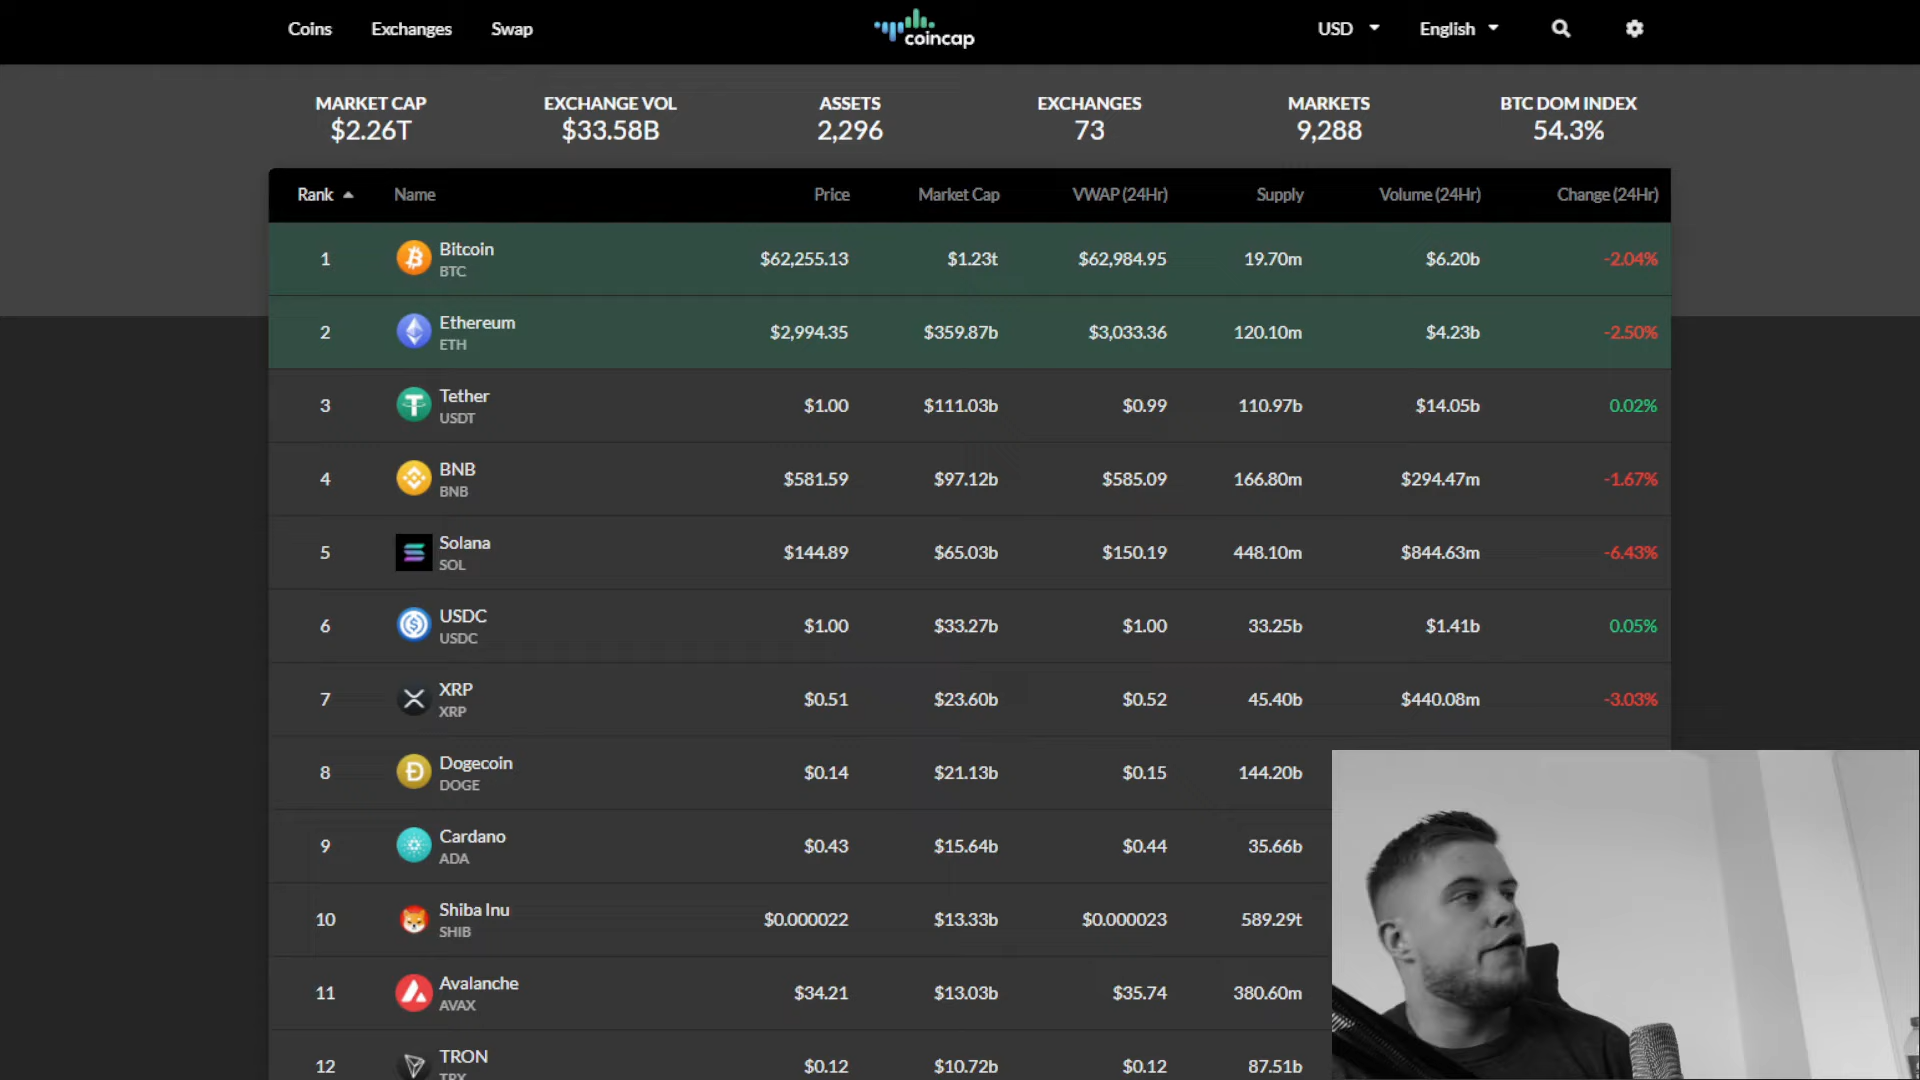 Coins Exchanges Swap coincap USD English
MARKET CAP EXCHANGE VOL ASSETS EXCHANGES MARKETS BTC DOM INDEX
$2.26T $33.58B 2,296 73 9,288 54.3%
Rank Name Price Market Cap VWAP (24Hr) Supply Volume (24Hr) Change (24Hr)
1 Bitcoin $62,255.13 $1.23t $62,984.95 19.70m $6.20b -2.04%
BTC
2 Ethereum $2,994.35 $359.87b $3,033.36 120.10m $4.23b -2.50%
ETH
3 Tether $1.00 $111.03b $0.99 110.97b $14.05b 0.02%
USDT
4 BNB $581.59 $97.12b $585.09 166.80m $294.47m -1.67%
BNB
5 Solana $144.89 $65.03b $150.19 448.10m $844.63m -6.43%
SOL
6 USDC $1.00 $33.27b $1.00 33.25b $1.41b 0.05%
USDC
7 XRP $0.51 $23.60b $0.52 45.40b $440.08m -3.03%
XRP
8 Dogecoin $0.14 $21.13b $0.15 144.20b
DOGE
9 Cardano $0.43 $15.64b $0.44 35.66b
ADA
10 Shiba Inu $0.000022 $13.33b $0.000023 589.29t
SHIB
11 Avalanche $34.21 $13.03b $35.74 380.60m
AVAX
12 TRON $0.12 $10.72b $0.12 87.51b
TRX